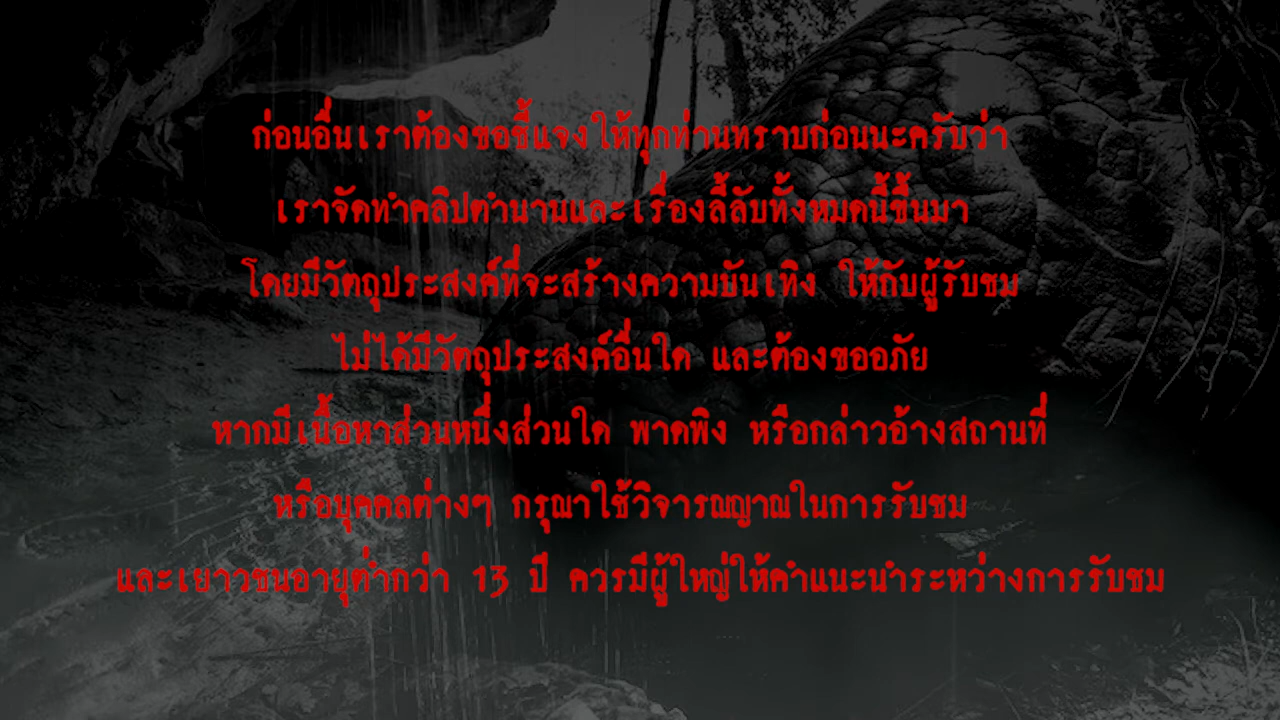 ก่อนอื่นเราต้องขอชี้แจงให้ทุกท่านทราบก่อนนะครับว่า
เราจัดทำคลิปตำนานและเรื่องลี้ลับทั้งหมดนี้ขึ้นมา
โดยมีวัตถุประสงค์ที่จะสร้างความบันเทิง ให้กับผู้รับชม
ไม่ได้มีวัตถุประสงค์อื่นใด และต้องขออภัย
หากมีเนื้อหาส่วนหนึ่งส่วนใด พาดพิง หรือกล่าวอ้างสถานที่
หรือบุคคลต่างๆ กรุณาใช้วิจารณญาณในการรับชม
และเยาวชนอายุต่ำกว่า 13 ปี ควรมีผู้ใหญ่ให้คำแนะนำระหว่างการรับชม